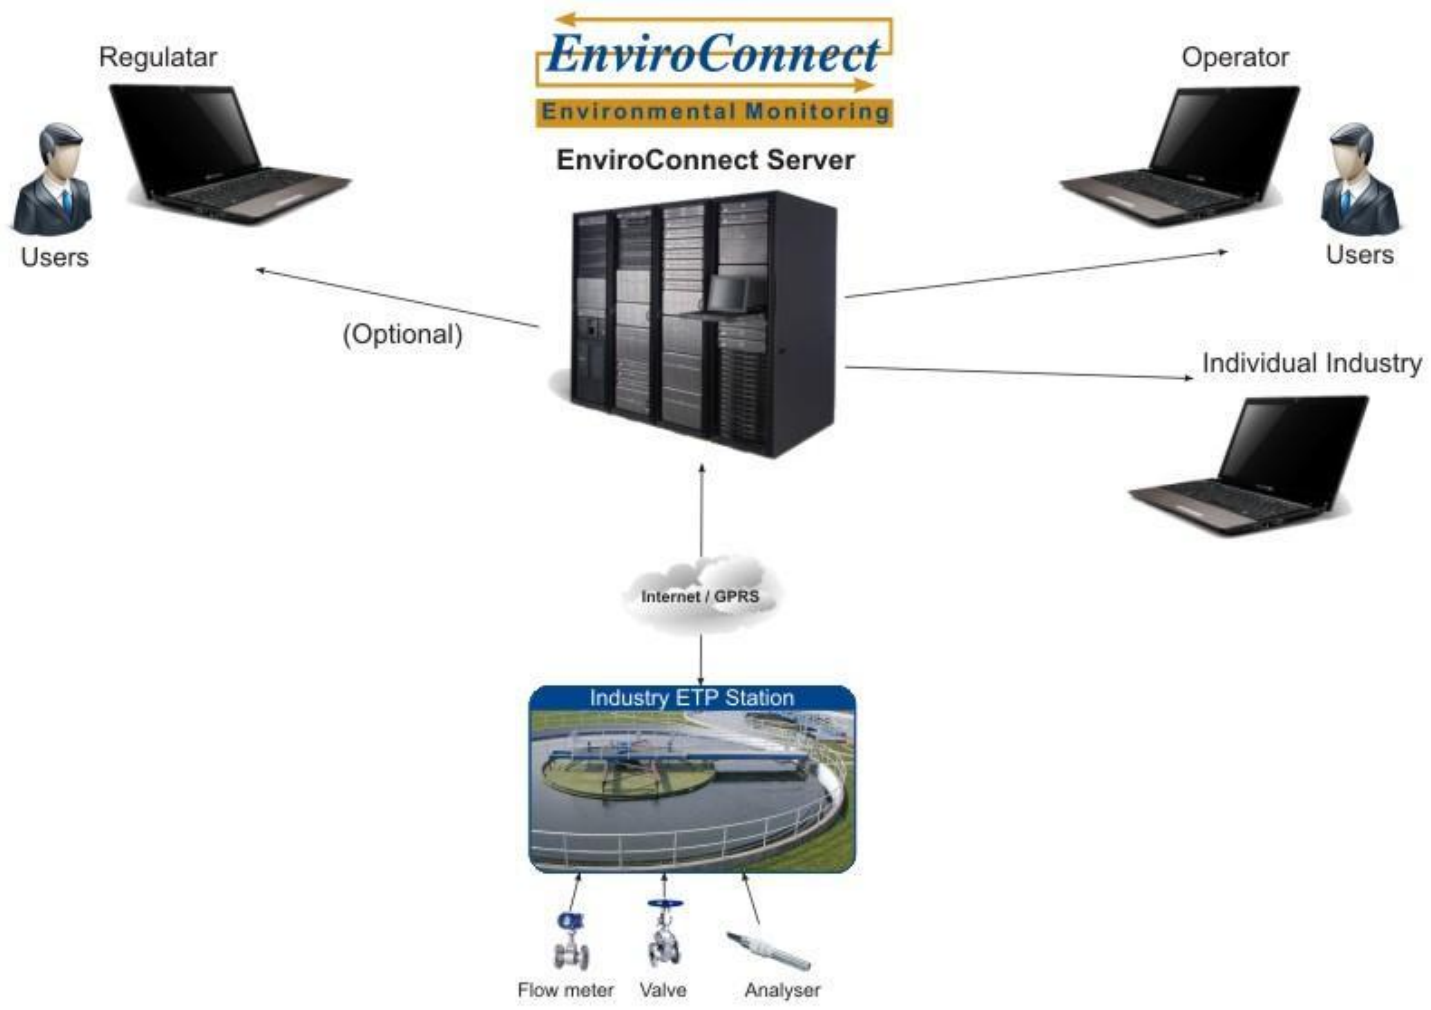 EnviroConnect
Environmental Monitoring
EnviroConnect Server
Regulatar
Users
(Optional)
Operator
Users
Individual Industry
Internet / GPRS
Industry ETP Station
Flow meter
Valve
Analyser